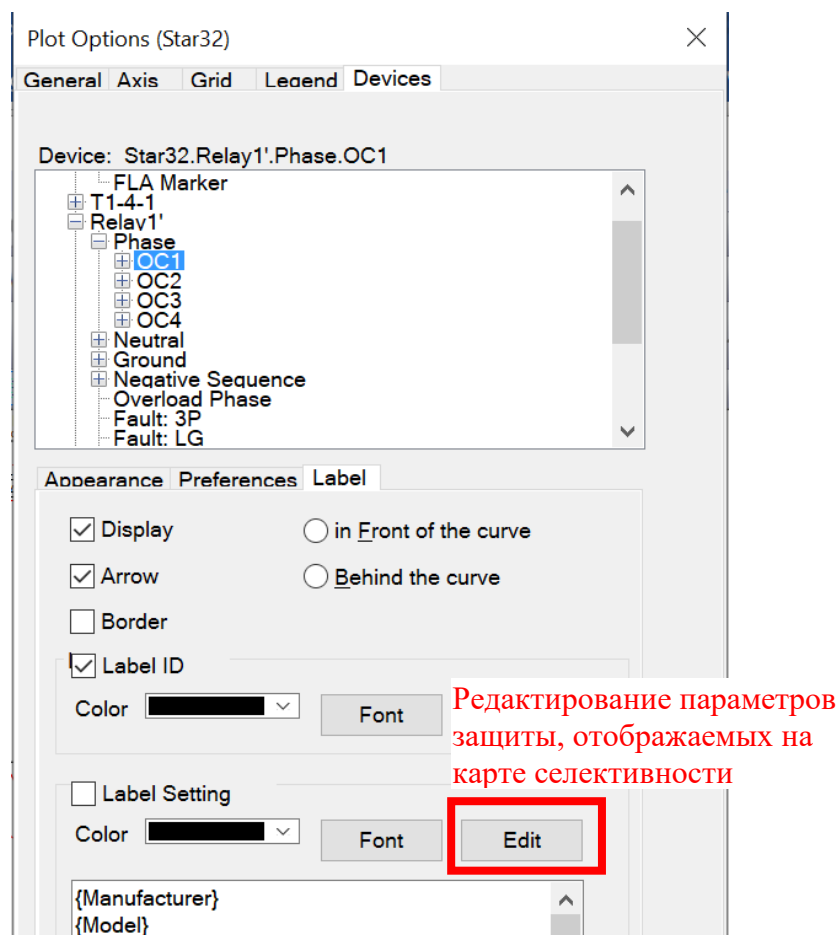 Plot Options (Star32)
General Axis Grid Legend Devices
Device: Star32.Relay1'.Phase.OC1
FLA Marker
T1-4-1
Relay1'
Phase
OC1
OC2
OC3
OC4
Neutral
Ground
Negative Sequence
Overload Phase
Fault: 3P
Fault: LG
Appearance Preferences Label
Display in Front of the curve
Arrow Behind the curve
Border
Label ID
Color Font
Редактирование параметров
защиты, отображаемых на
карте селективности
Label Setting
Color Font Edit
{Manufacturer}
{Model}